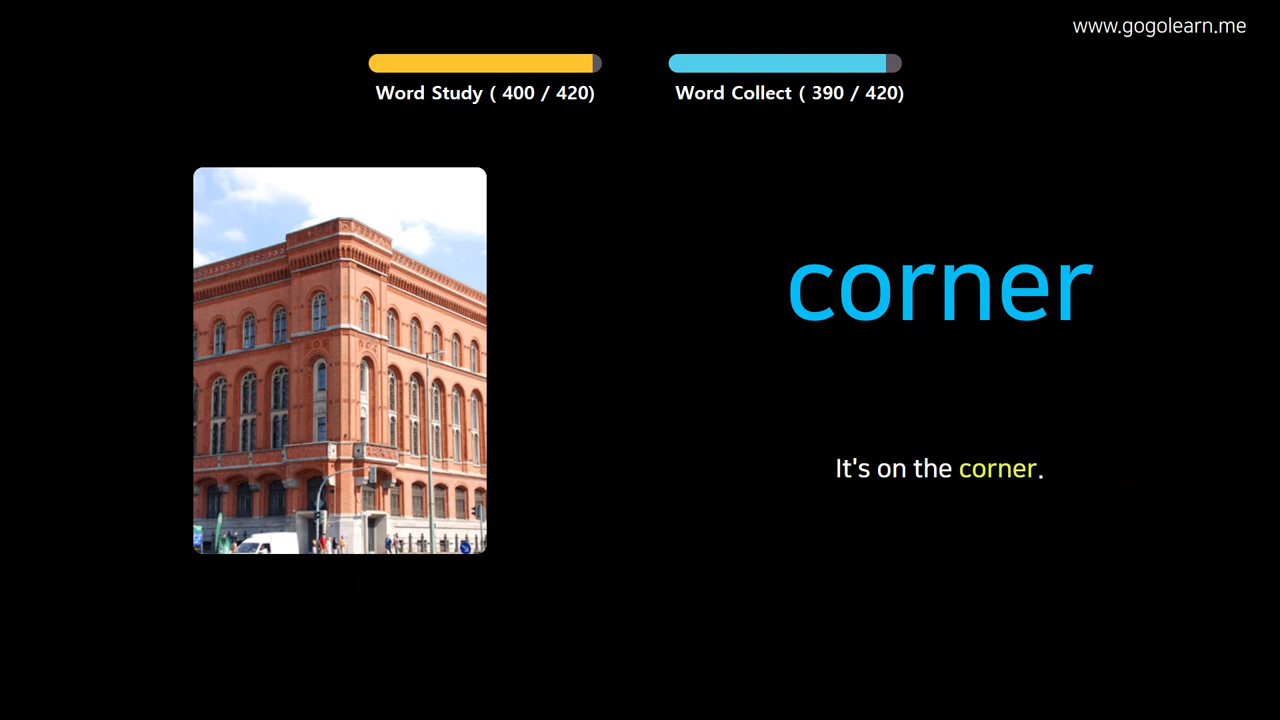 www.gogolearn.me
Word Study ( 400 / 420)
Word Collect ( 390 / 420)
corner
It's on the corner.